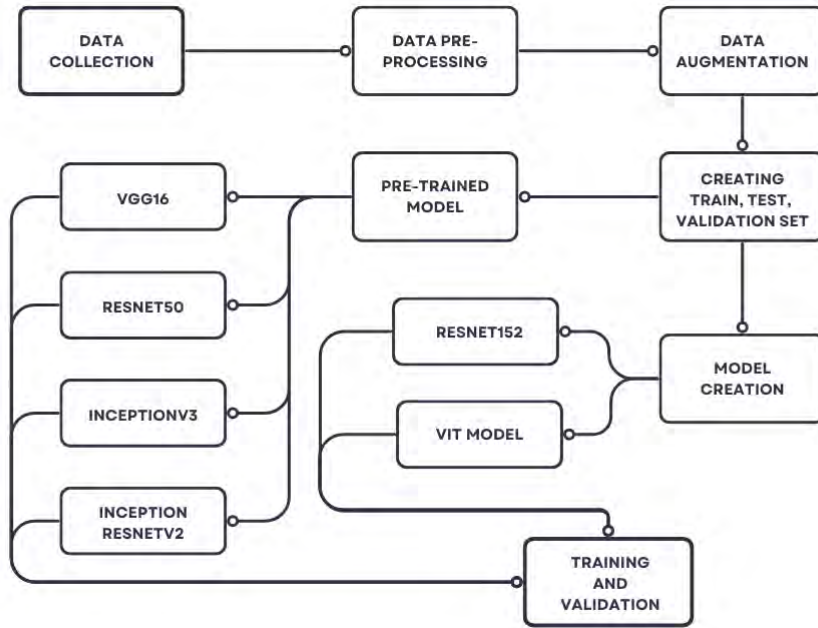 DATA
COLLECTION
DATA PRE-
PROCESSING
DATA
AUGMENTATION
VGG16
PRE-TRAINED
MODEL
CREATING
TRAIN, TEST,
VALIDATION SET
RESNET50
RESNET152
MODEL
CREATION
INCEPTIONV3
VIT MODEL
INCEPTION
RESNETV2
TRAINING
AND
VALIDATION